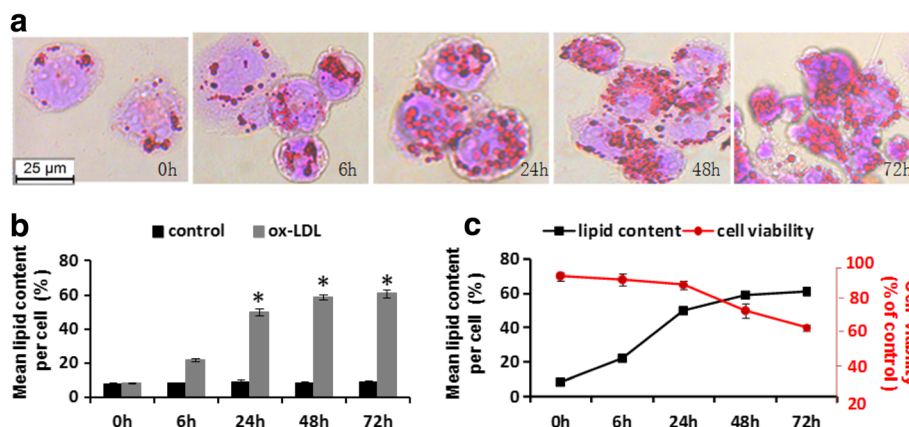 a
25 μm
0h
6h
24h
48h
72h
b
control
ox-LDL
Mean lipid content
per cell (%)
80
60
40
20
0
*
*
*
0h
6h
24h
48h
72h
c
lipid content
cell viability
Mean lipid content
per cell (%)
80
60
40
20
0
100
80
60
40
20
(% of control)
0h
6h
24h
48h
72h